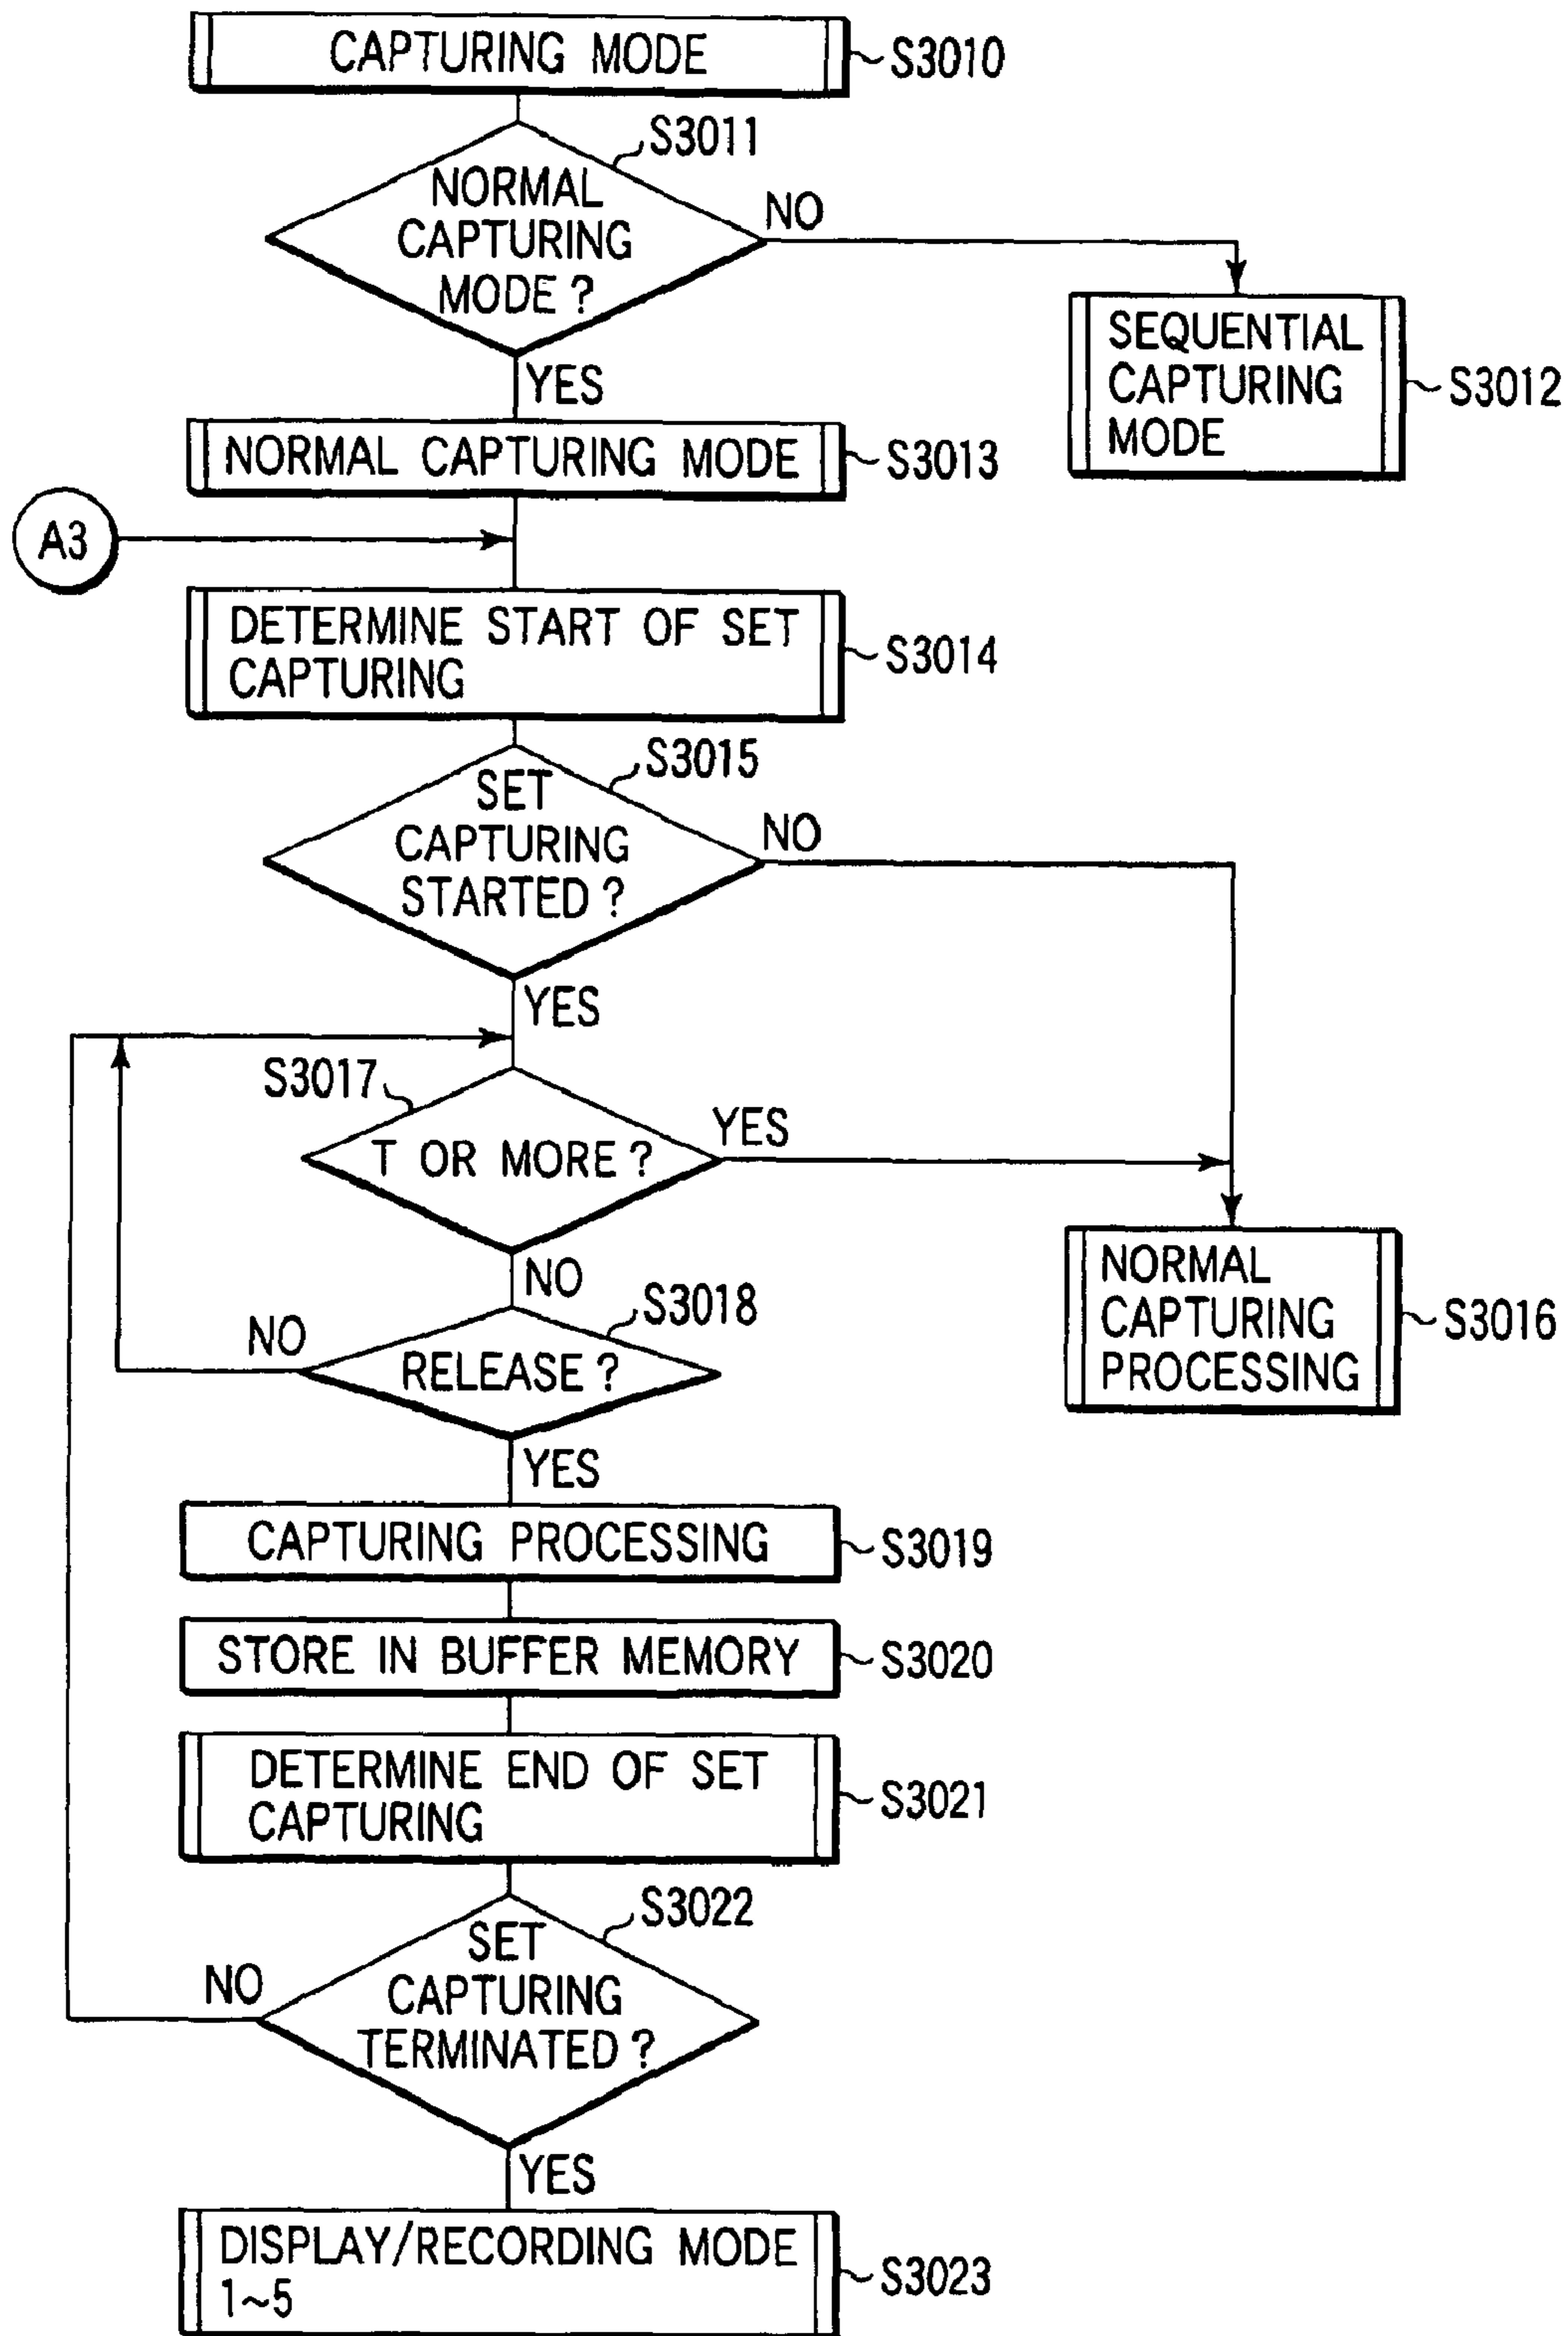 CAPTURING MODE
S3010
S3011
NORMAL
CAPTURING
MODE?
NO
SEQUENTIAL
CAPTURING
MODE
S3012
YES
NORMAL CAPTURING MODE
S3013
A3
DETERMINE START OF SET
CAPTURING
S3014
S3015
SET
CAPTURING
STARTED?
NO
YES
S3017
T OR MORE?
YES
NO
NORMAL
CAPTURING
PROCESSING
S3016
S3018
RELEASE?
NO
YES
CAPTURING PROCESSING
S3019
STORE IN BUFFER MEMORY
S3020
DETERMINE END OF SET
CAPTURING
S3021
S3022
SET
CAPTURING
TERMINATED?
NO
YES
DISPLAY/RECORDING MODE
1~5
S3023